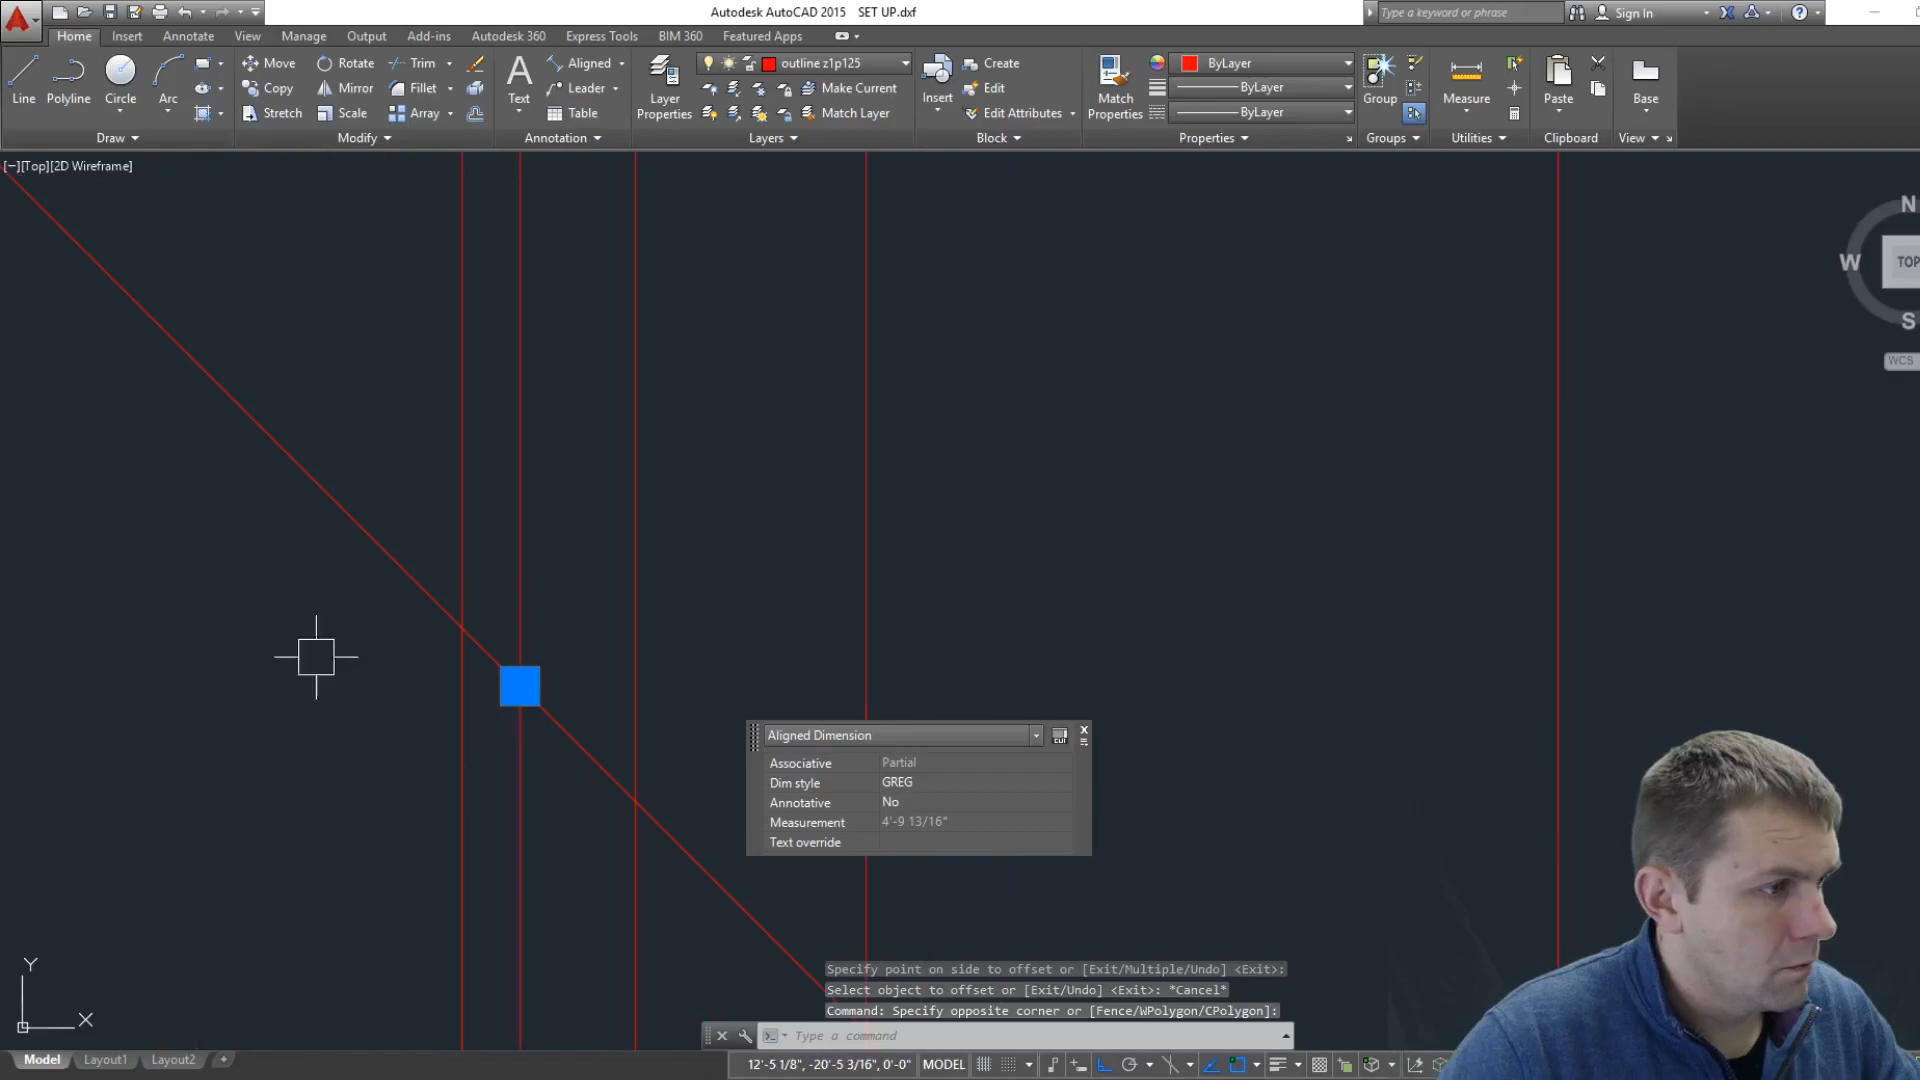 Autodesk AutoCAD 2015 SET UP.dxf
Type a keyword or phrase
Sign In
Home Insert Annotate View Manage Output Add-ins Autodesk 360 Express Tools BIM 360 Featured Apps
Line Polyline Circle Arc
Draw
Move Rotate Trim
Copy Mirror Fillet
Stretch Scale Array
Modify
Text
Aligned
Leader
Table
Annotation
Layer Properties
outline z1p125
Make Current
Match Layer
Layers
Insert
Create
Edit
Edit Attributes
Block
Match Properties
ByLayer
ByLayer
ByLayer
Properties
Group
Groups
Measure
Utilities
Paste
Clipboard
Base
View
[−][Top][2D Wireframe]
N
W
TOP
S
WCS
Aligned Dimension
CUI
Associative Partial
Dim style GREG
Annotative No
Measurement 4'-9 13/16"
Text override
Specify point on side to offset or [Exit/Multiple/Undo] <Exit>:
Select object to offset or [Exit/Undo] <Exit>: *Cancel*
Command: Specify opposite corner or [Fence/WPolygon/CPolygon]:
Type a command
Y
X
Model Layout1 Layout2 +
12'-5 1/8", -20'-5 3/16", 0'-0" MODEL